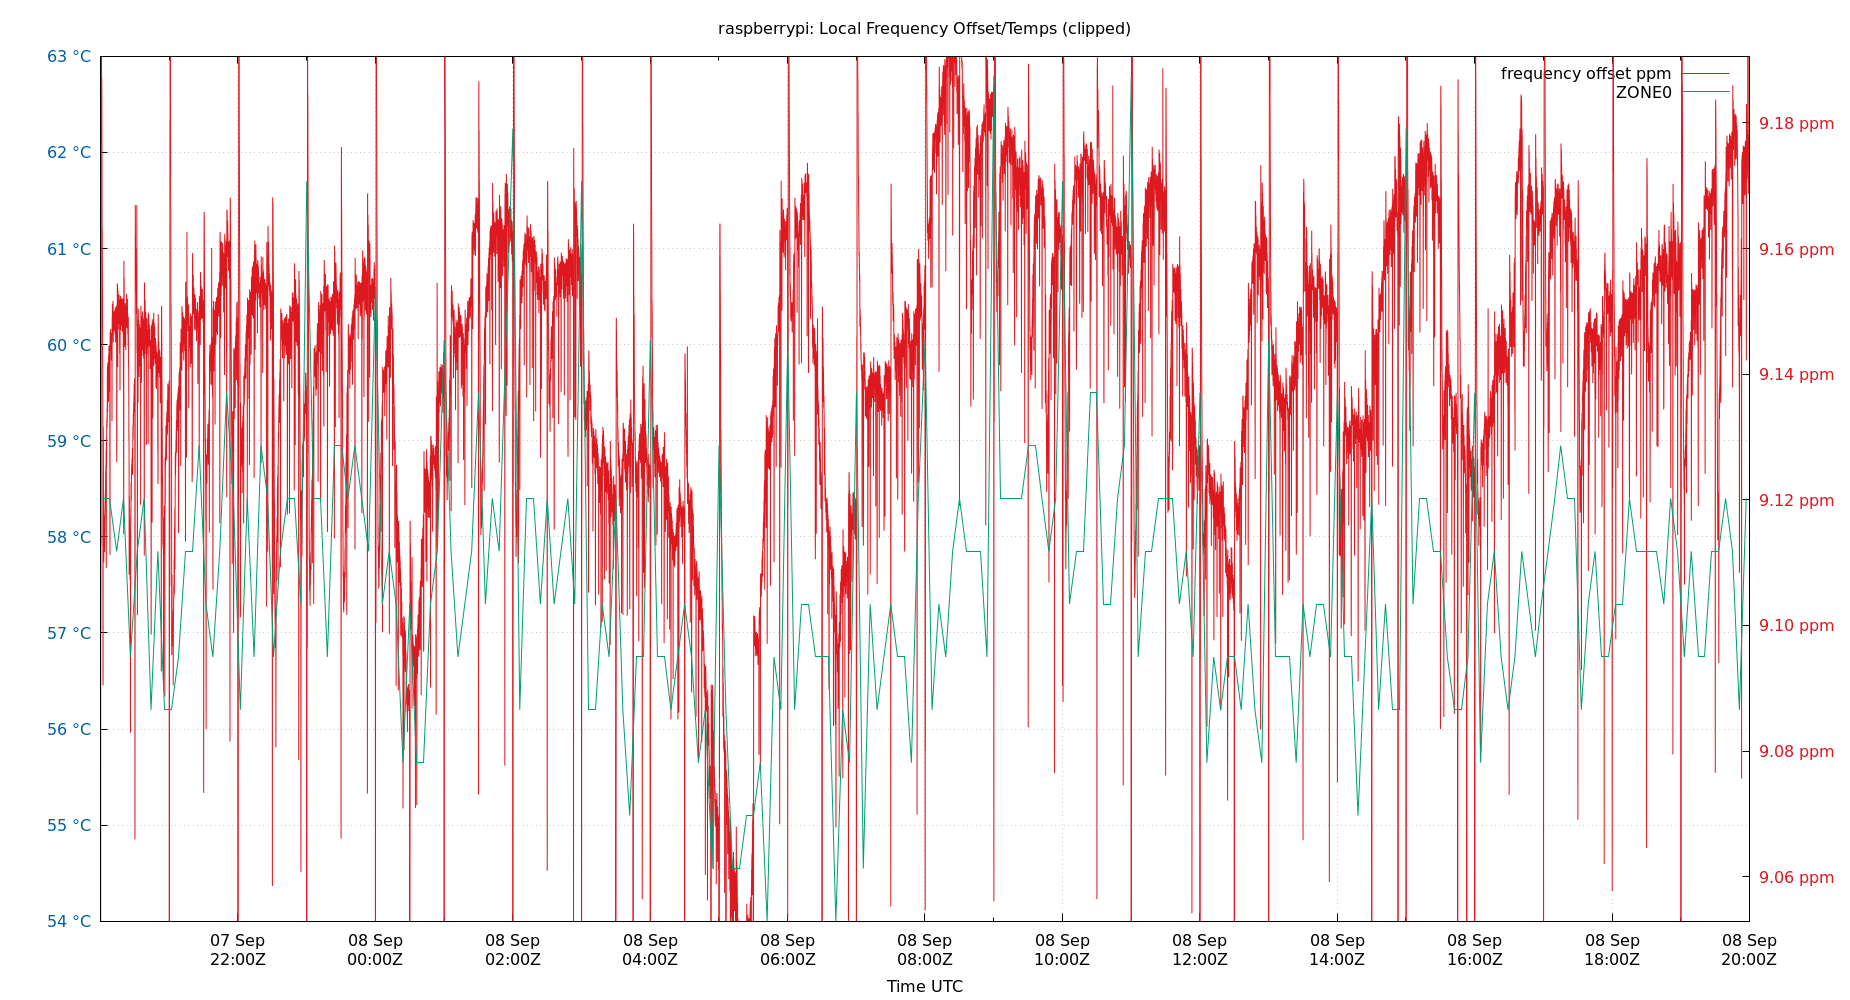 raspberrypi: Local Frequency Offset/Temps (clipped)
63 °C
62 °C
61 °C
60 °C
59 °C
58 °C
57 °C
56 °C
55 °C
54 °C
frequency offset ppm
ZONE0
9.18 ppm
9.16 ppm
9.14 ppm
9.12 ppm
9.10 ppm
9.08 ppm
9.06 ppm
07 Sep
22:00Z
08 Sep
00:00Z
08 Sep
02:00Z
08 Sep
04:00Z
08 Sep
06:00Z
08 Sep
08:00Z
08 Sep
10:00Z
08 Sep
12:00Z
08 Sep
14:00Z
08 Sep
16:00Z
08 Sep
18:00Z
08 Sep
20:00Z
Time UTC